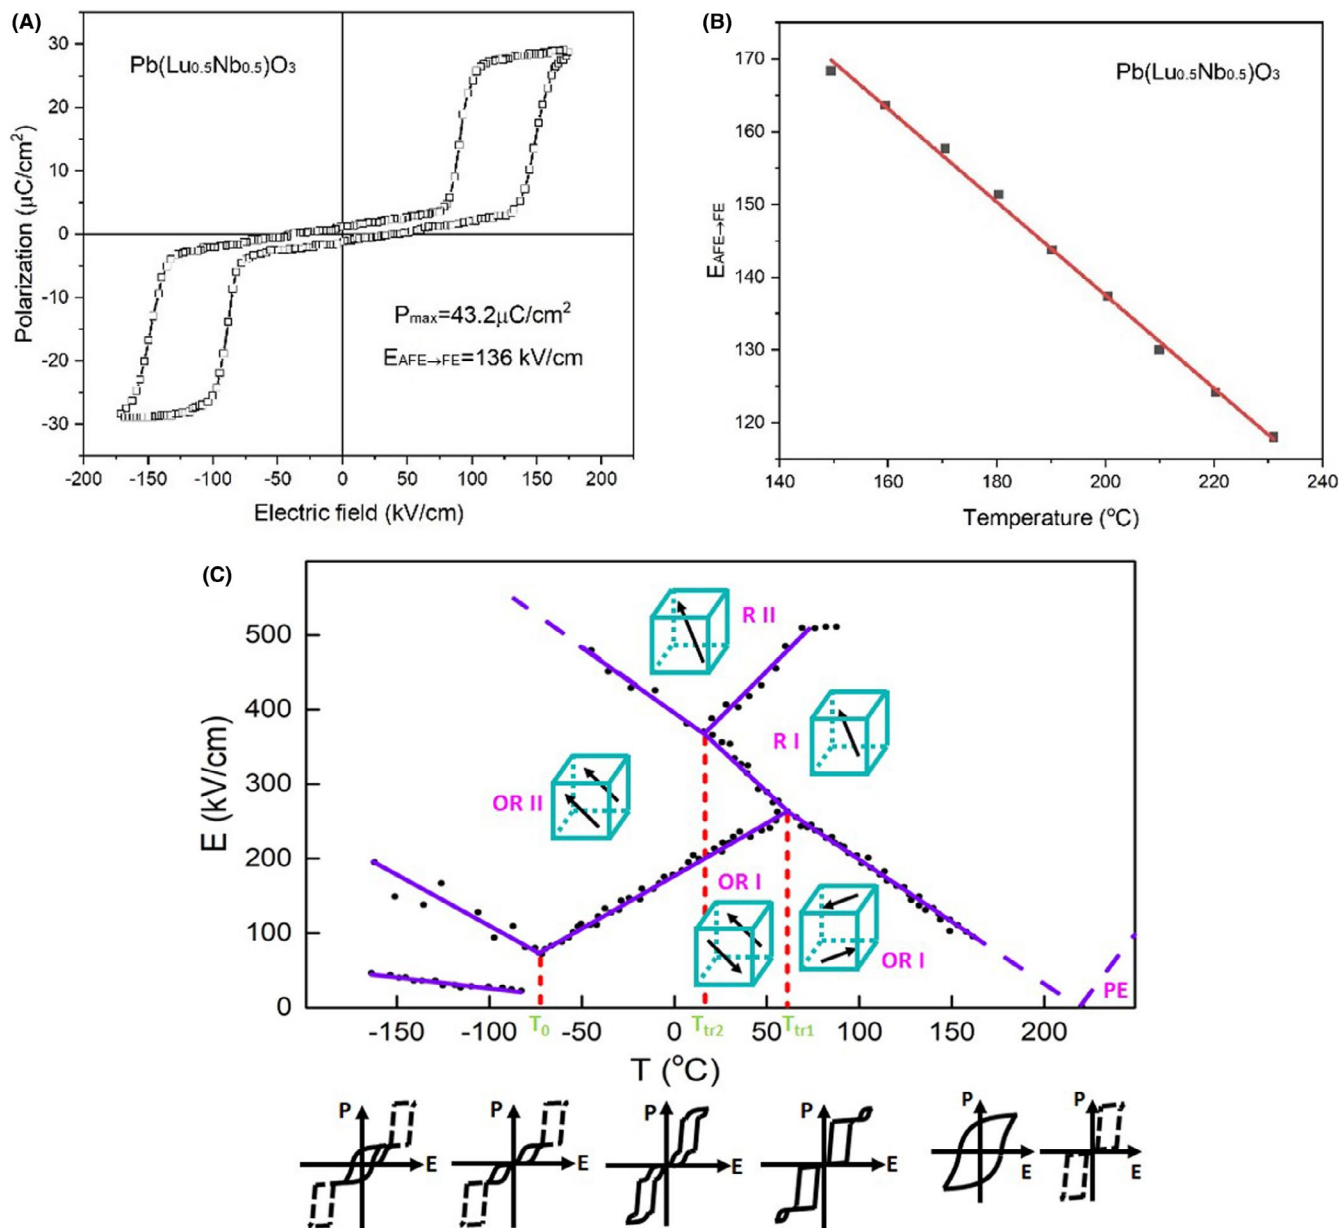 (A)
Pb(Lu0.5Nb0.5)O3
Polarization (μC/cm2)
30
20
10
0
-10
-20
-30
Pmax=43.2μC/cm2
EAFE→FE=136 kV/cm
-200 -150 -100 -50 0 50 100 150 200
Electric field (kV/cm)
(B)
Pb(Lu0.5Nb0.5)O3
EAFE→FE
170
160
150
140
130
120
140 160 180 200 220 240
Temperature (oC)
(C)
E (kV/cm)
500
400
300
200
100
0
R II
R I
OR II
OR I
OR I
PE
T0 Ttr2 Ttr1
-150 -100 -50 0 50 100 150 200
T (oC)
P P P P P P
E E E E E E